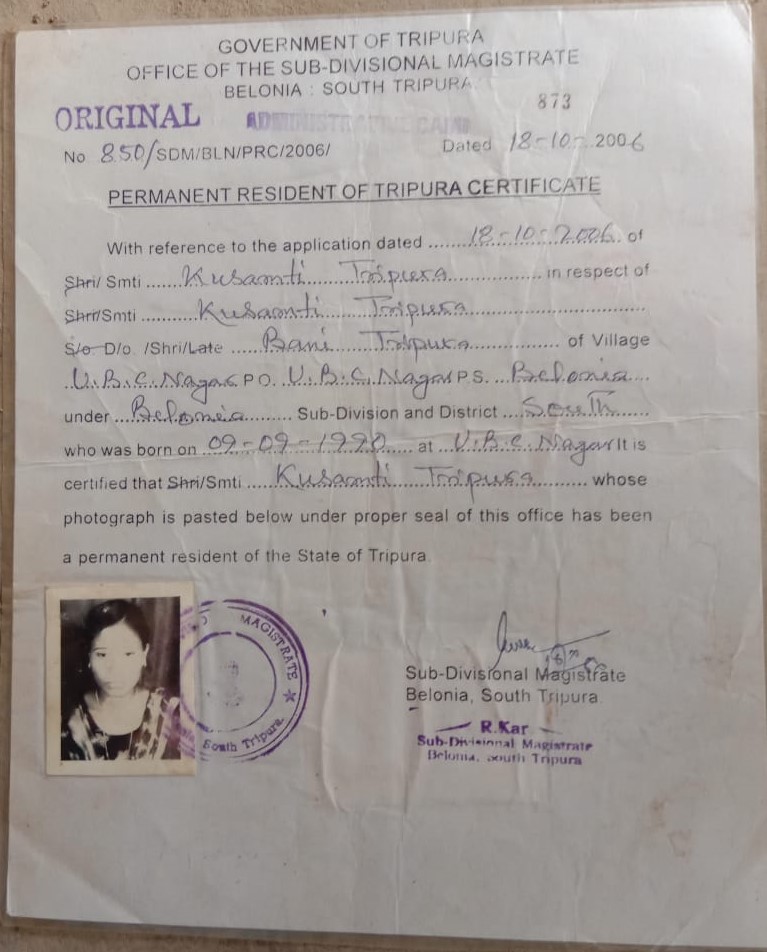 GOVERNMENT OF TRIPURA
OFFICE OF THE SUB-DIVISIONAL MAGISTRATE
BELONIA : SOUTH TRIPURA.
873
ORIGINAL ADMINISTRATIVE CAMP
No 850/SDM/BLN/PRC/2006/ Dated 18-10-2006
PERMANENT RESIDENT OF TRIPURA CERTIFICATE
With reference to the application dated 18-10-2006 of
Shri/ Smti Kusamti Tripura in respect of
Shri/Smti Kusamti Tripura
S/o. D/o /Shri/Late Bani Tripura of Village
U.B.C. Nagar PO. U.B.C. Nagar PS. Belonia
under Belonia Sub-Division and District South
who was born on 09-09-1990 at U.B.C. Nagar It is
certified that Shri/Smti Kusamti Tripura whose
photograph is pasted below under proper seal of this office has been
a permanent resident of the State of Tripura
MAGISTRATE
South Tripura.
Sub-Divisional Magistrate
Belonia, South Tripura.
R.Kar
Sub-Divisional Magistrate
Belonia, South Tripura